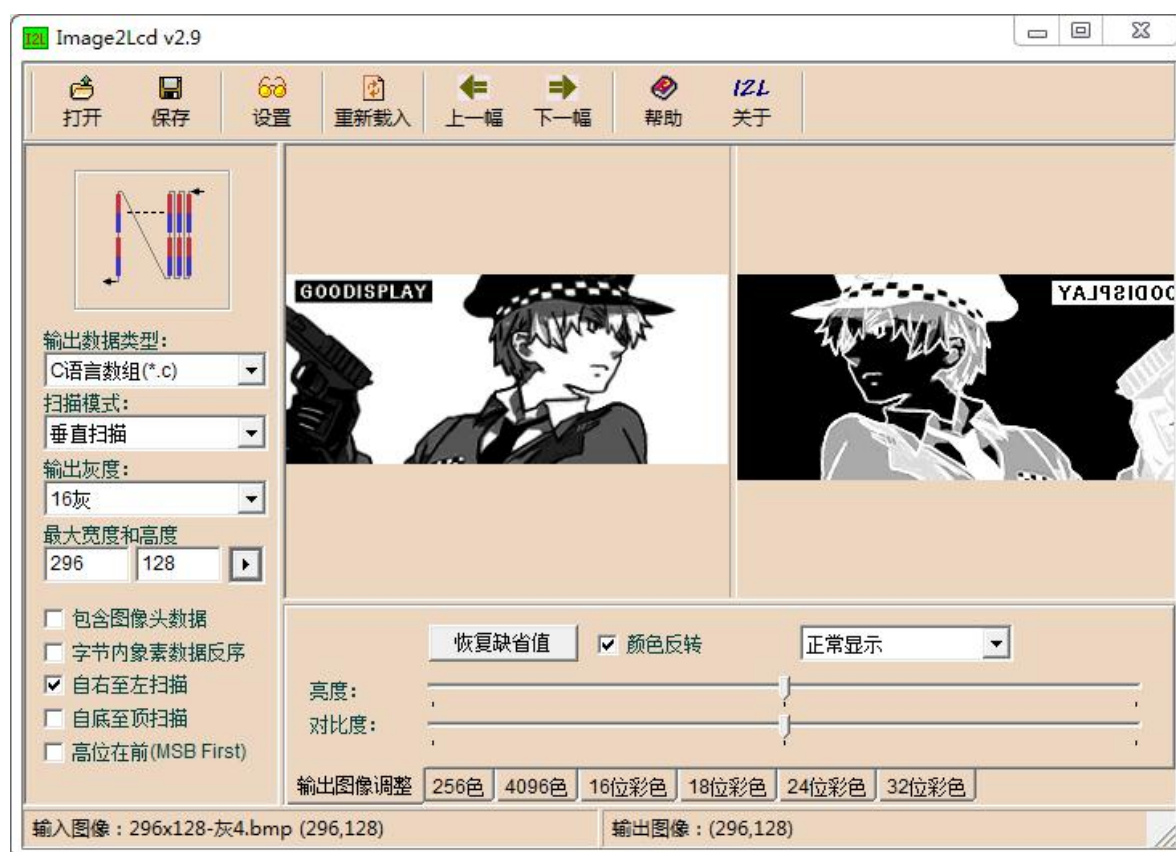 I2L Image2Lcd v2.9
打开 保存 设置 重新载入 上一幅 下一幅 帮助 I2L 关于
GOODISPLAY
OODISPLAY
输出数据类型:
C语言数组(*.c)
扫描模式:
垂直扫描
输出灰度:
16灰
最大宽度和高度
296 128
包含图像头数据
字节内象素数据反序
自右至左扫描
自底至顶扫描
高位在前(MSB First)
恢复缺省值 颜色反转 正常显示
亮度:
对比度:
输出图像调整 256色 4096色 16位彩色 18位彩色 24位彩色 32位彩色
输入图像:296x128-灰4.bmp (296,128) 输出图像:(296,128)